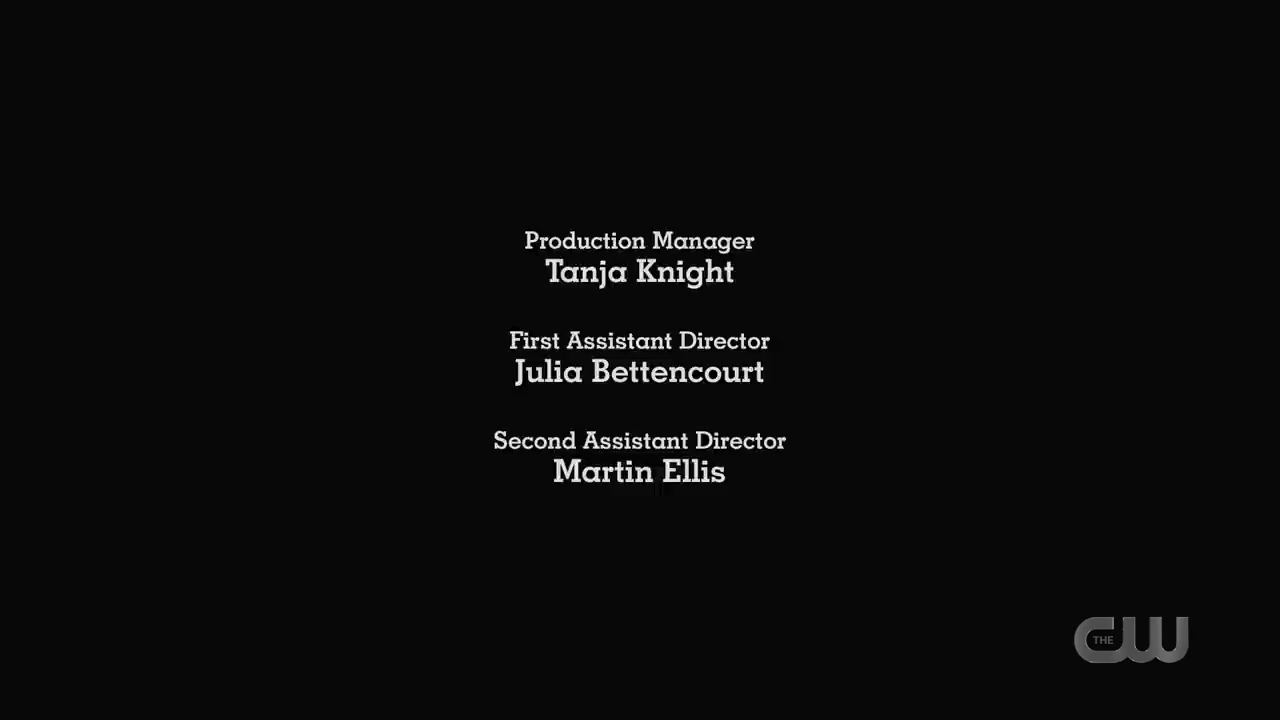 Production Manager
Tanja Knight
First Assistant Director
Julia Bettencourt
Second Assistant Director
Martin Ellis
THE CW